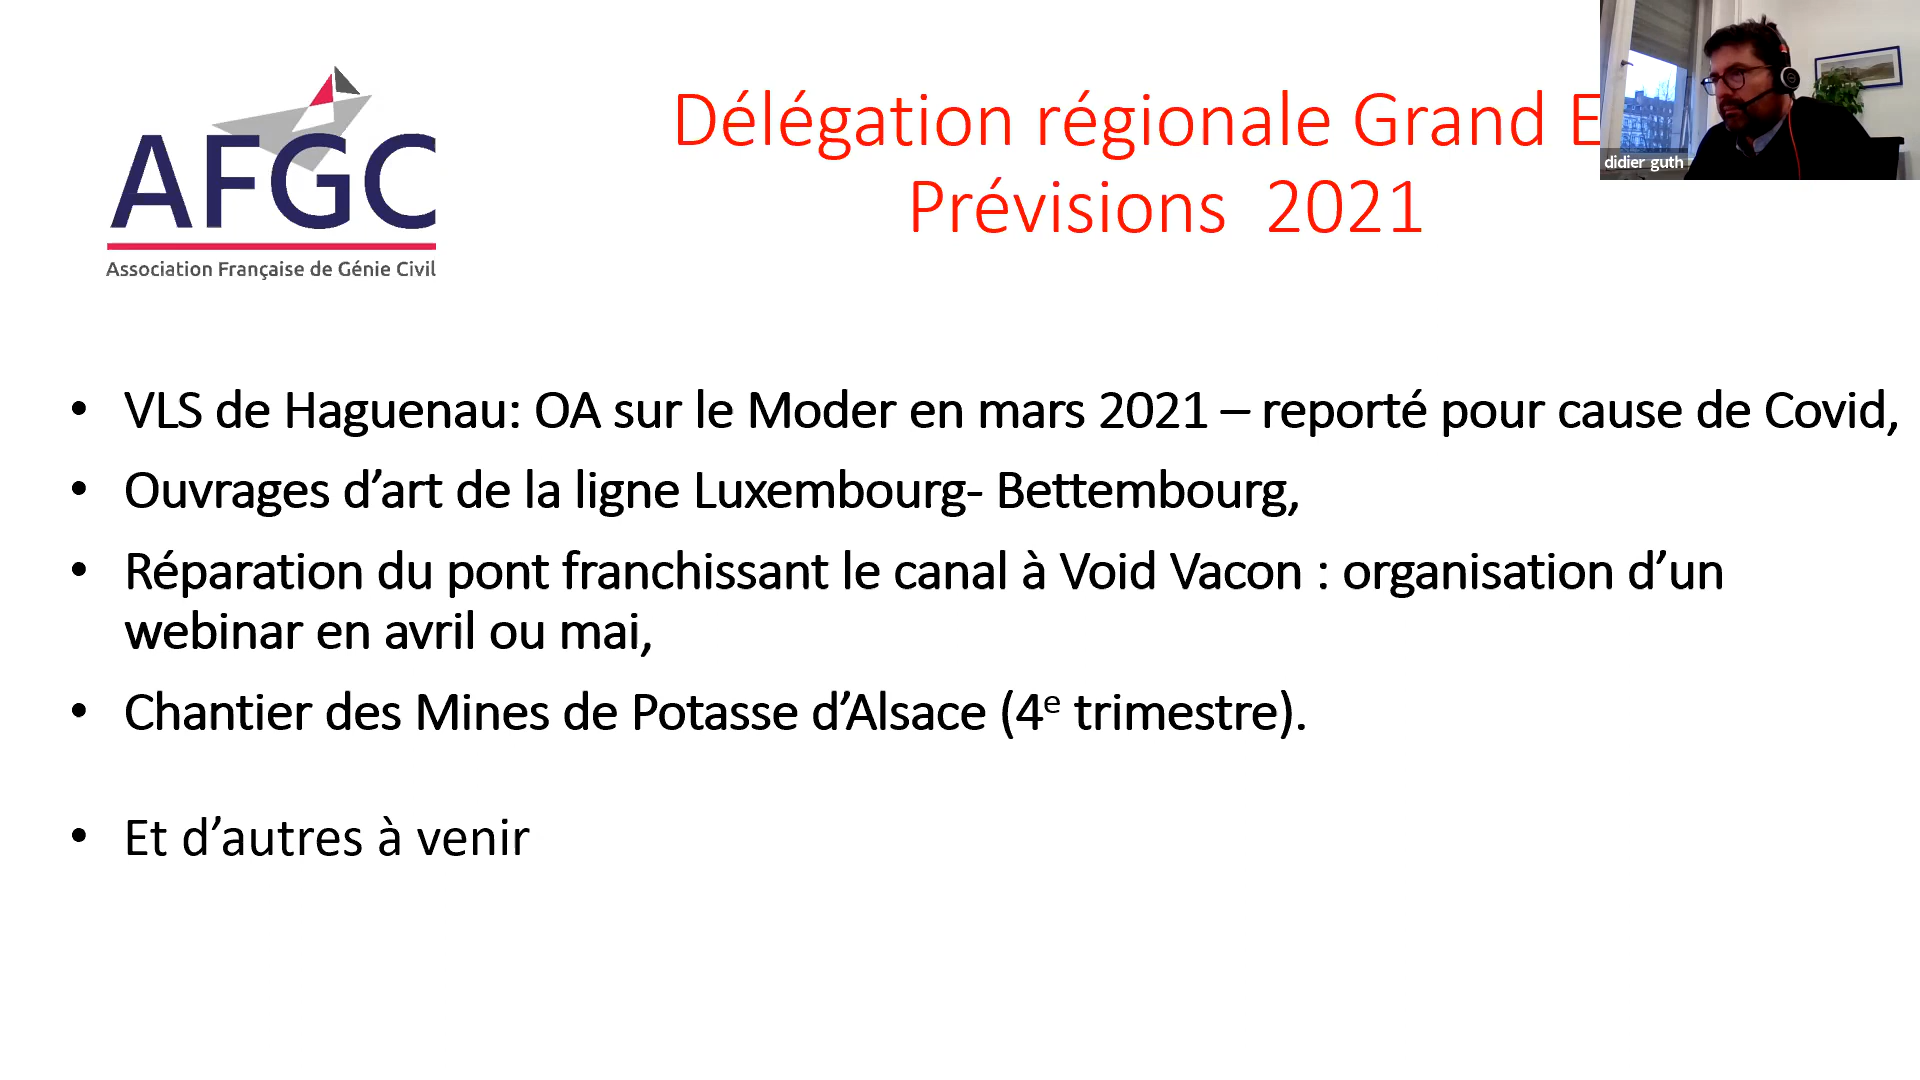 AFGC
Association Française de Génie Civil
Délégation régionale Grand E
Prévisions 2021
didier guth
• VLS de Haguenau: OA sur le Moder en mars 2021 – reporté pour cause de Covid,
• Ouvrages d’art de la ligne Luxembourg- Bettembourg,
• Réparation du pont franchissant le canal à Void Vacon : organisation d’un
webinar en avril ou mai,
• Chantier des Mines de Potasse d’Alsace (4e trimestre).
• Et d’autres à venir